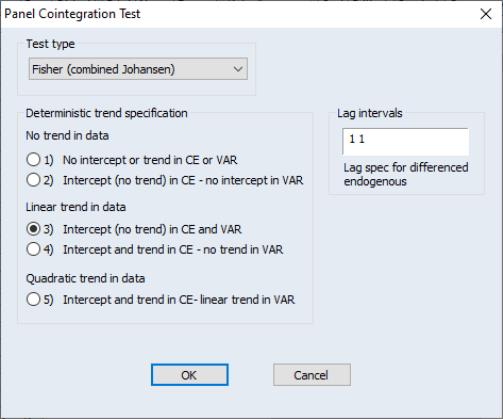 Panel Cointegration Test
Test type
Fisher (combined Johansen)
Deterministic trend specification
No trend in data
1) No intercept or trend in CE or VAR
2) Intercept (no trend) in CE - no intercept in VAR
Linear trend in data
3) Intercept (no trend) in CE and VAR
4) Intercept and trend in CE - no trend in VAR
Quadratic trend in data
5) Intercept and trend in CE- linear trend in VAR
Lag intervals
1 1
Lag spec for differenced
endogenous
OK
Cancel